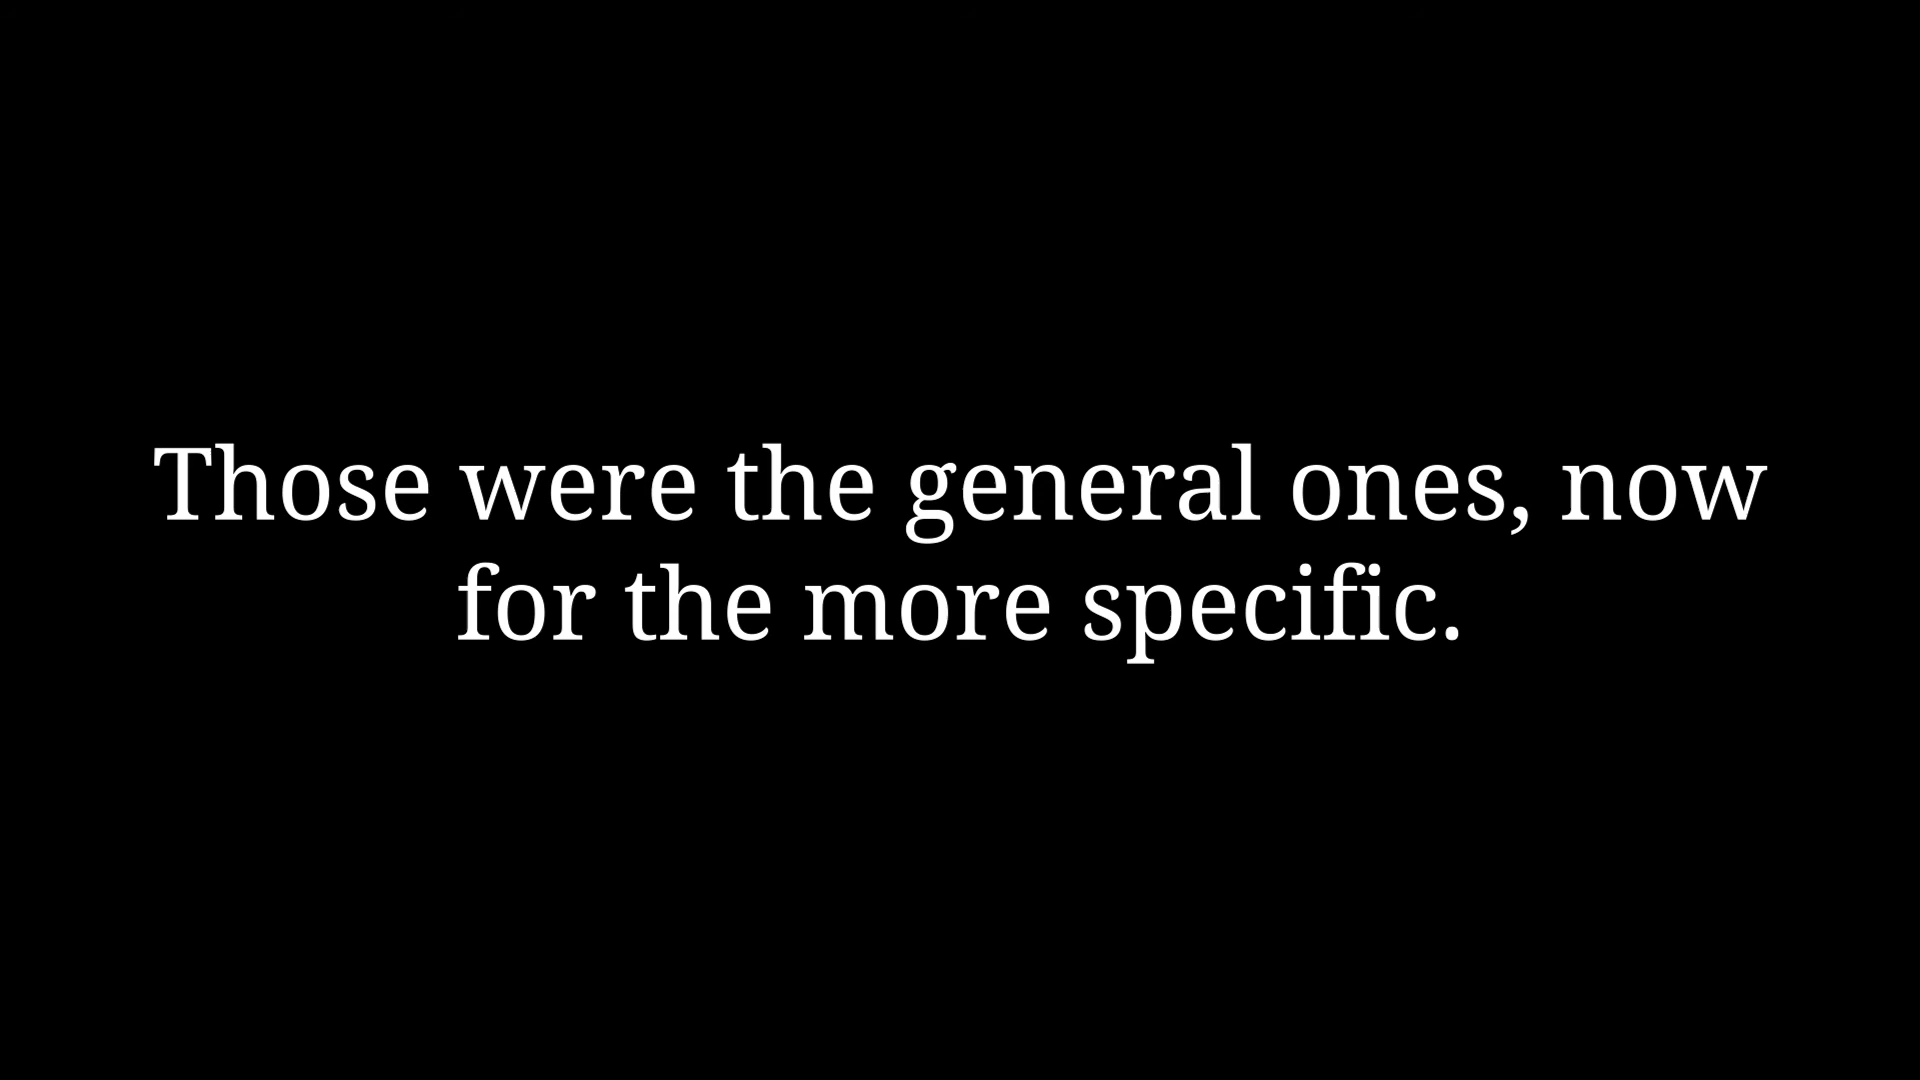 Those were the general ones, now
for the more specific.